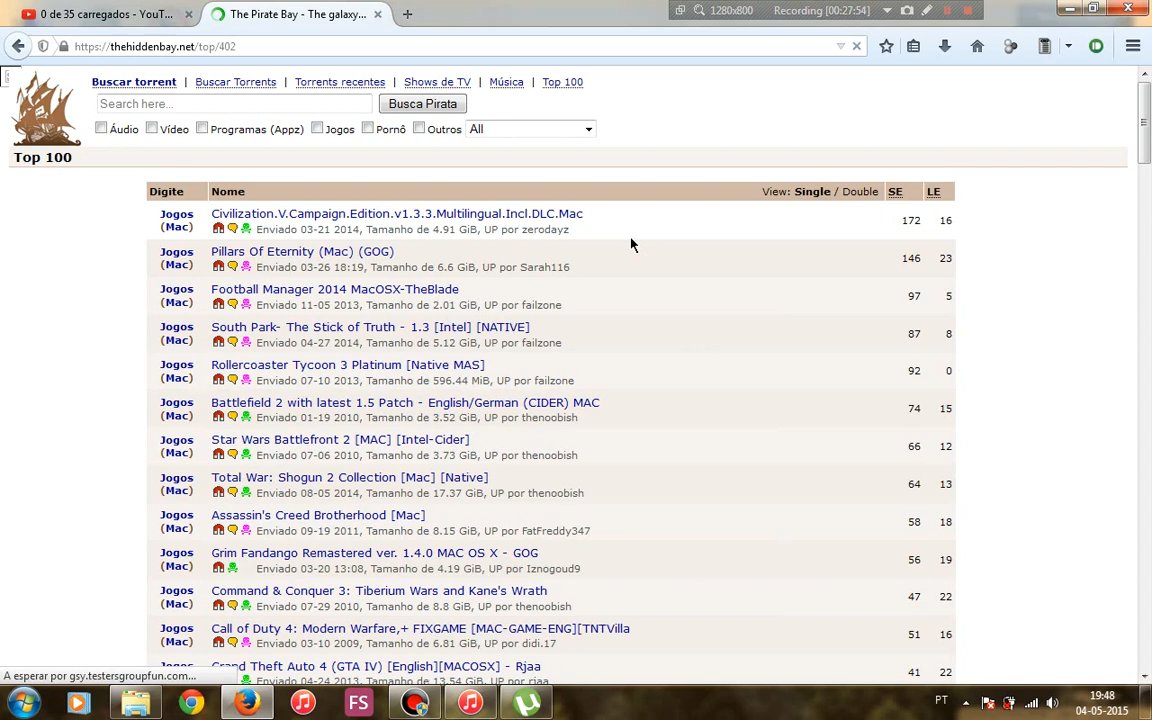 0 de 35 carregados - YouT...
The Pirate Bay - The galaxy...
1280x800
Recording [00:27:54]
https://thehiddenbay.net/top/402
Buscar torrent | Buscar Torrents | Torrents recentes | Shows de TV | Música | Top 100
Search here...
Busca Pirata
Áudio Vídeo Programas (Appz) Jogos Pornô Outros All
Top 100
Digite Nome View: Single / Double SE LE
Jogos (Mac)
Civilization.V.Campaign.Edition.v1.3.3.Multilingual.Incl.DLC.Mac
Enviado 03-21 2014, Tamanho de 4.91 GiB, UP por zerodayz
172 16
Jogos (Mac)
Pillars Of Eternity (Mac) (GOG)
Enviado 03-26 18:19, Tamanho de 6.6 GiB, UP por Sarah116
146 23
Jogos (Mac)
Football Manager 2014 MacOSX-TheBlade
Enviado 11-05 2013, Tamanho de 2.01 GiB, UP por failzone
97 5
Jogos (Mac)
South Park- The Stick of Truth - 1.3 [Intel] [NATIVE]
Enviado 04-27 2014, Tamanho de 5.12 GiB, UP por failzone
87 8
Jogos (Mac)
Rollercoaster Tycoon 3 Platinum [Native MAS]
Enviado 07-10 2013, Tamanho de 596.44 MiB, UP por failzone
92 0
Jogos (Mac)
Battlefield 2 with latest 1.5 Patch - English/German (CIDER) MAC
Enviado 01-19 2010, Tamanho de 3.52 GiB, UP por thenoobish
74 15
Jogos (Mac)
Star Wars Battlefront 2 [MAC] [Intel-Cider]
Enviado 07-06 2010, Tamanho de 3.73 GiB, UP por thenoobish
66 12
Jogos (Mac)
Total War: Shogun 2 Collection [Mac] [Native]
Enviado 08-05 2014, Tamanho de 17.37 GiB, UP por thenoobish
64 13
Jogos (Mac)
Assassin's Creed Brotherhood [Mac]
Enviado 09-19 2011, Tamanho de 8.15 GiB, UP por FatFreddy347
58 18
Jogos (Mac)
Grim Fandango Remastered ver. 1.4.0 MAC OS X - GOG
Enviado 03-20 13:08, Tamanho de 4.19 GiB, UP por Iznogoud9
56 19
Jogos (Mac)
Command & Conquer 3: Tiberium Wars and Kane's Wrath
Enviado 07-29 2010, Tamanho de 8.8 GiB, UP por thenoobish
47 22
Jogos (Mac)
Call of Duty 4: Modern Warfare,+ FIXGAME [MAC-GAME-ENG][TNTVilla
Enviado 03-10 2009, Tamanho de 6.81 GiB, UP por didi.17
51 16
Jogos (Mac)
Grand Theft Auto 4 (GTA IV) [English][MACOSX] - Rjaa
Enviado 04-24 2013, Tamanho de 13.54 GiB, UP por rjaa
41 22
A esperar por gsy.testersgroupfun.com...
FS
PT
19:48
04-05-2015